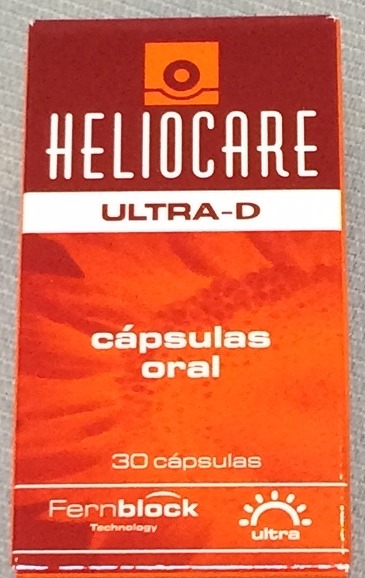 HELIOCARE
ULTRA-D
cápsulas
oral
30 cápsulas
Fernblock
Technology
ultra